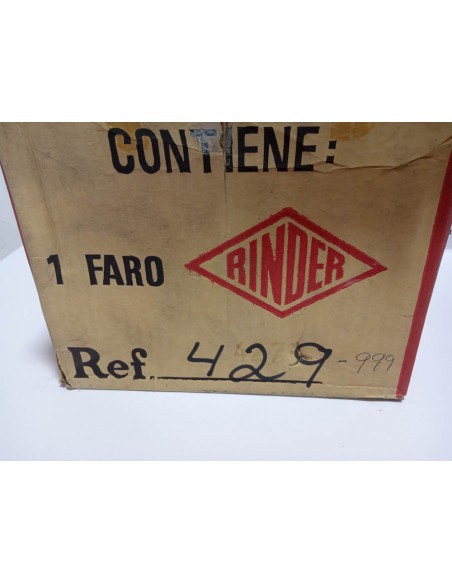 CONTIENE:
1 FARO RINDER
Ref. 429-999